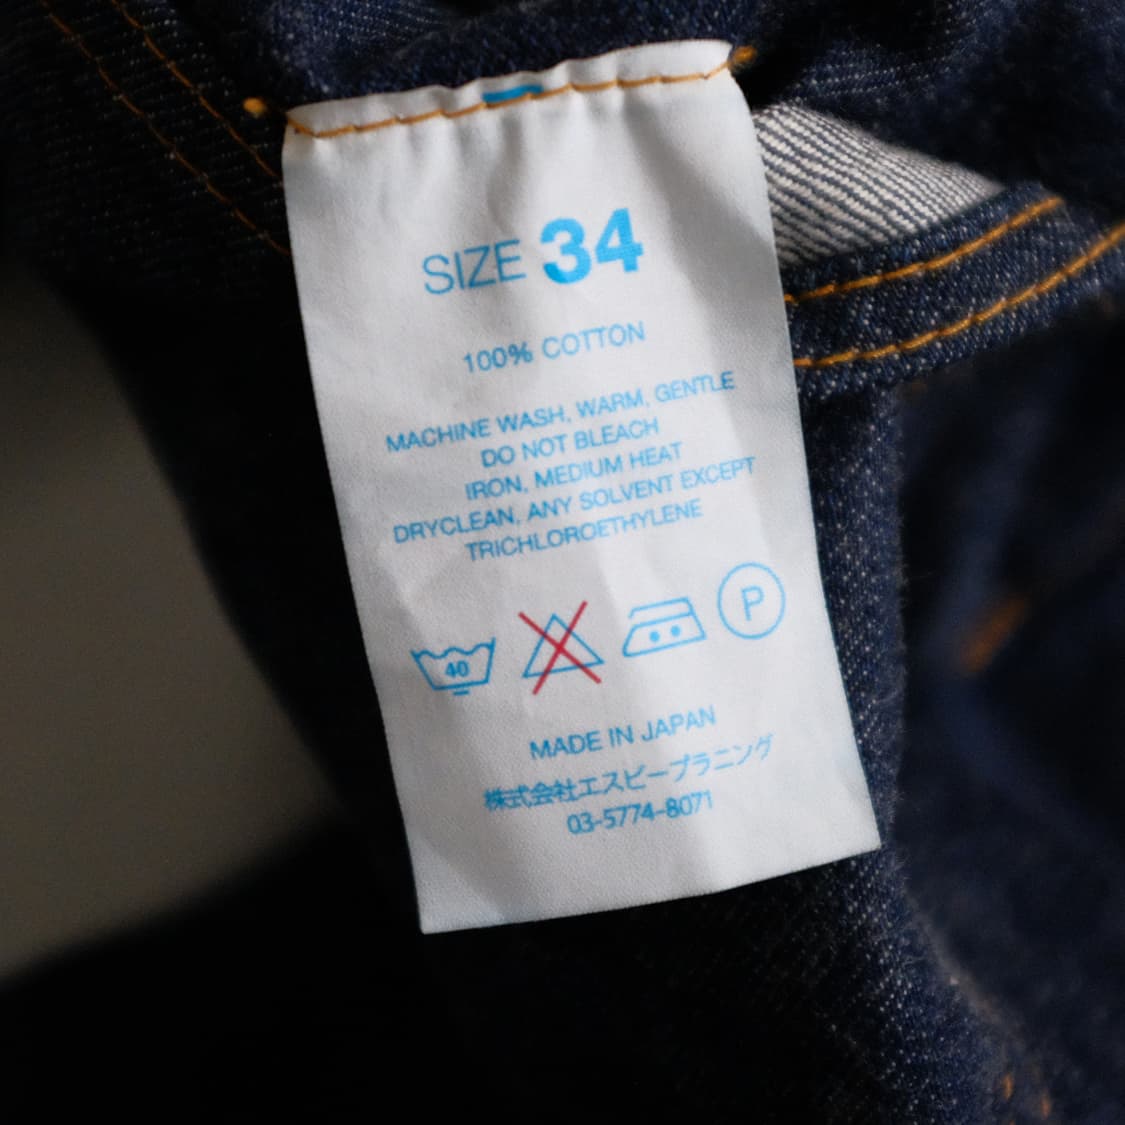 SIZE 34
100% COTTON
MACHINE WASH, WARM, GENTLE
DO NOT BLEACH
IRON, MEDIUM HEAT
DRYCLEAN, ANY SOLVENT EXCEPT
TRICHLOROETHYLENE
40 P
MADE IN JAPAN
株式会社エスピープラニング
03-5774-8071